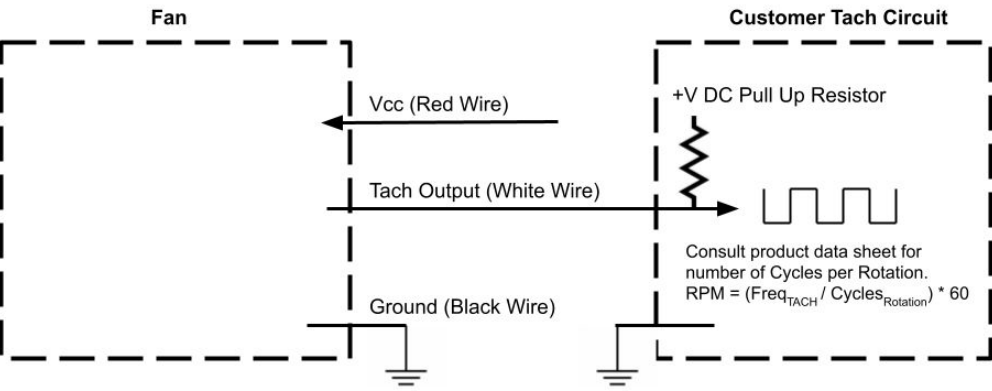 Fan
Customer Tach Circuit
Vcc (Red Wire)
+V DC Pull Up Resistor
Tach Output (White Wire)
Consult product data sheet for
number of Cycles per Rotation.
RPM = (FreqTACH / CyclesRotation) * 60
Ground (Black Wire)